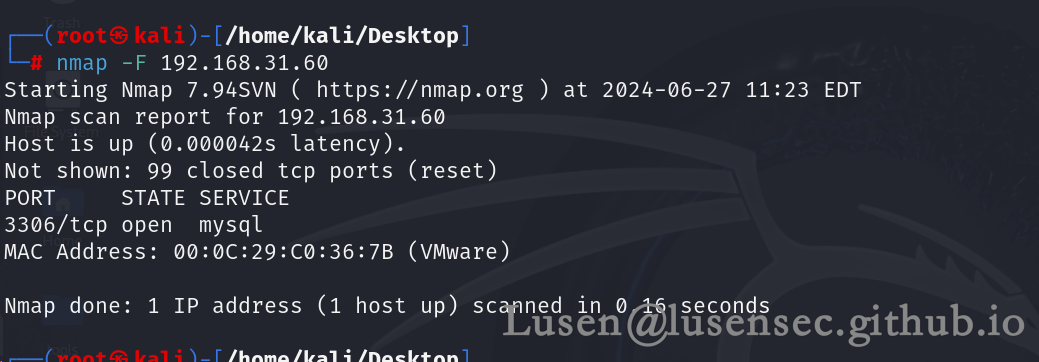 Trash
┌──(root㉿kali)-[/home/kali/Desktop]
└─# nmap -F 192.168.31.60
Starting Nmap 7.94SVN ( https://nmap.org ) at 2024-06-27 11:23 EDT
Nmap scan report for 192.168.31.60
Host is up (0.000042s latency).
Not shown: 99 closed tcp ports (reset)
PORT     STATE SERVICE
3306/tcp open  mysql
MAC Address: 00:0C:29:C0:36:7B (VMware)
Nmap done: 1 IP address (1 host up) scanned in 0.16 seconds
Lusen@lusensec.github.io
┌──(root㉿kali)-[/home/kali/Desktop]